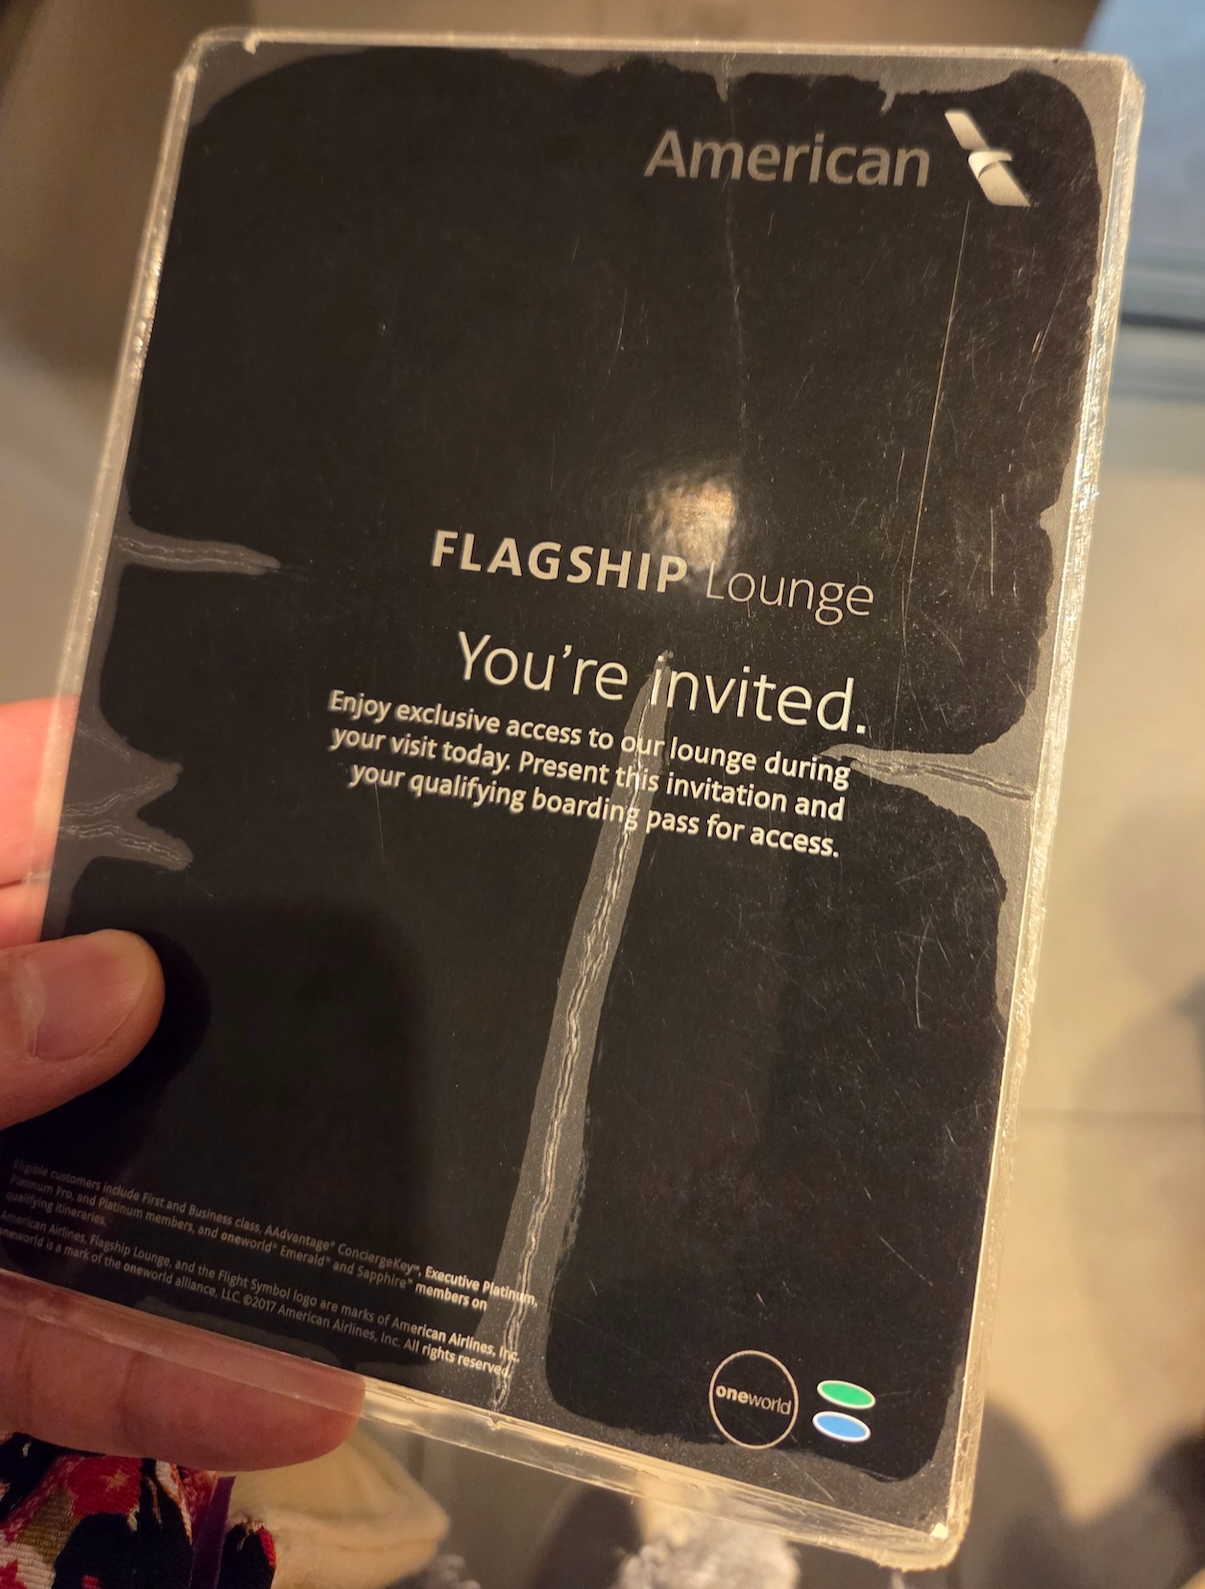 American
FLAGSHIP Lounge
You're invited.
Enjoy exclusive access to our lounge during
your visit today. Present this invitation and
your qualifying boarding pass for access.
Eligible customers include First and Business class, AAdvantage® ConciergeKey℠, Executive Platinum,
Platinum Pro, and Platinum members, and oneworld® Emerald℠ and Sapphire℠ members on
qualifying itineraries.
American Airlines, Flagship Lounge, and the Flight Symbol logo are marks of American Airlines, Inc.
oneworld is a mark of the oneworld alliance, LLC. ©2017 American Airlines, Inc. All rights reserved.
oneworld